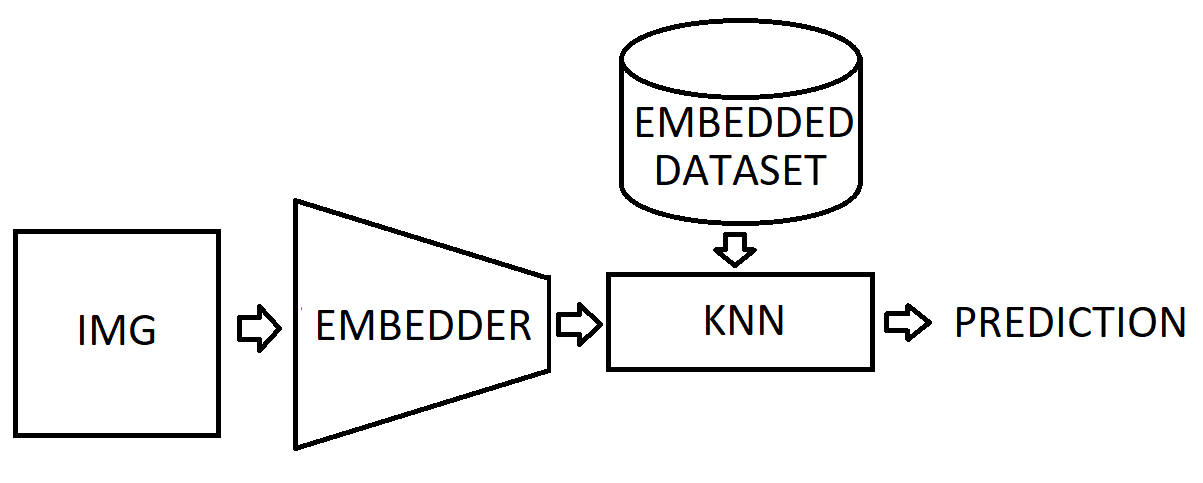 EMBEDDED
DATASET
IMG
EMBEDDER
KNN
PREDICTION